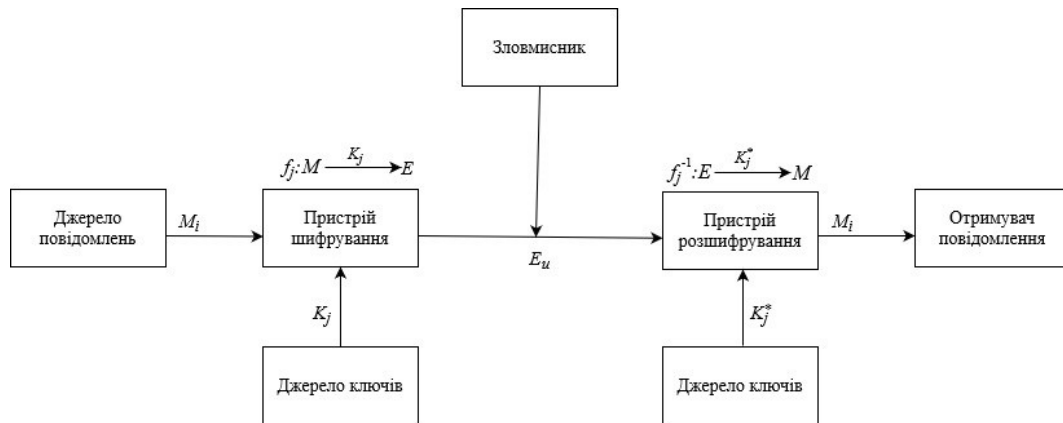 Зловмисник
f_j:M K_j E
f_j^{-1}:E K_j^* M
Джерело
повідомлень
M_i
Пристрій
шифрування
E_u
Пристрій
розшифрування
M_i
Отримувач
повідомлення
K_j
K_j^*
Джерело ключів
Джерело ключів